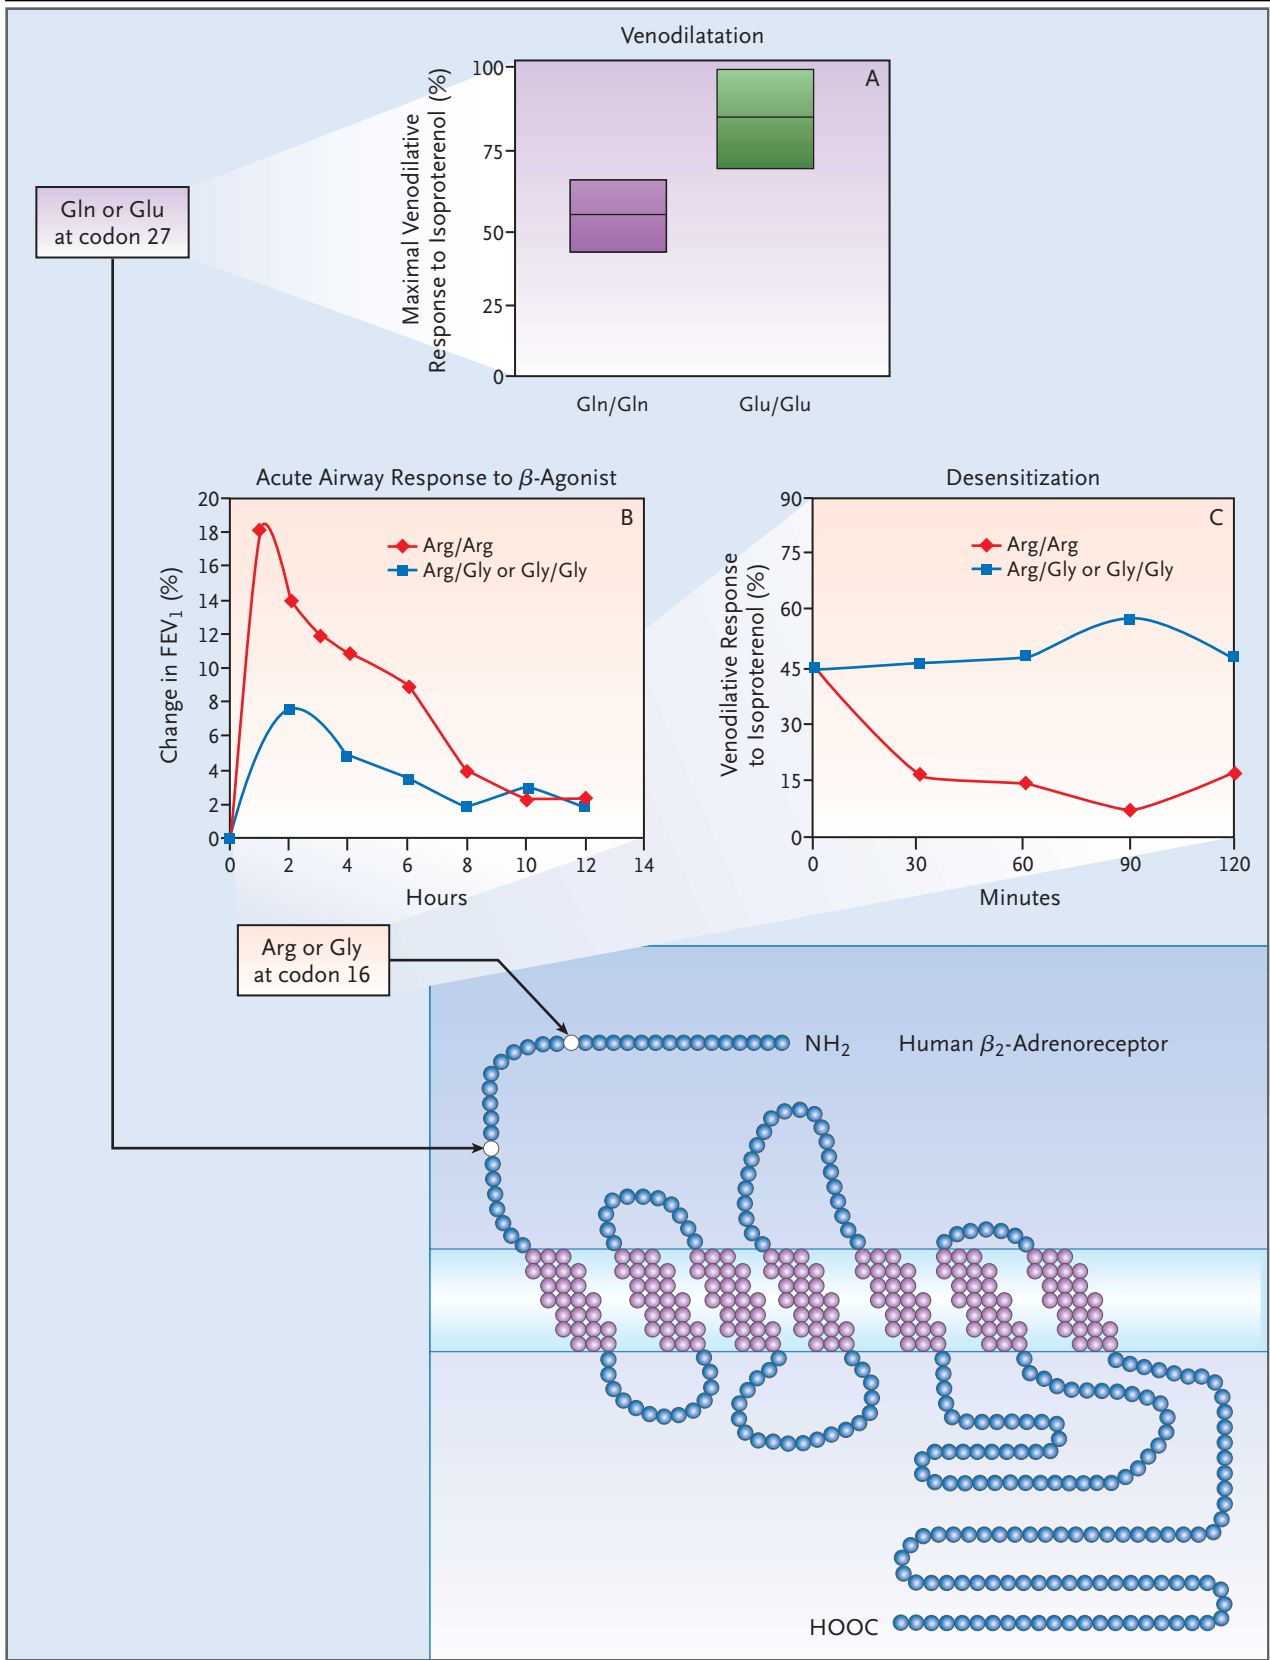 Venodilatation
A
Maximal Venodilative
Response to Isoproterenol (%)
100
75
50
25
0
Gln/Gln
Glu/Glu
Gln or Glu
at codon 27
Acute Airway Response to β-Agonist
B
Change in FEV1 (%)
20
18
16
14
12
10
8
6
4
2
0
Arg/Arg
Arg/Gly or Gly/Gly
0 2 4 6 8 10 12 14
Hours
Desensitization
C
Venodilative Response
to Isoproterenol (%)
90
75
60
45
30
15
0
Arg/Arg
Arg/Gly or Gly/Gly
0 30 60 90 120
Minutes
Arg or Gly
at codon 16
NH2
Human β2-Adrenoreceptor
HOOC